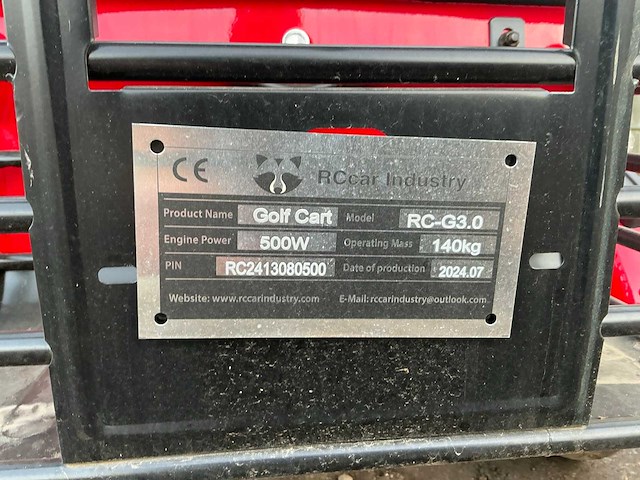 CE RCcar Industry
Product Name Golf Cart Model RC-G3.0
Engine Power 500W Operating Mass 140kg
PIN RC2413080500 Date of production 2024.07
Website: www.rccarindustry.com E-Mail: rccarindustry@outlook.com